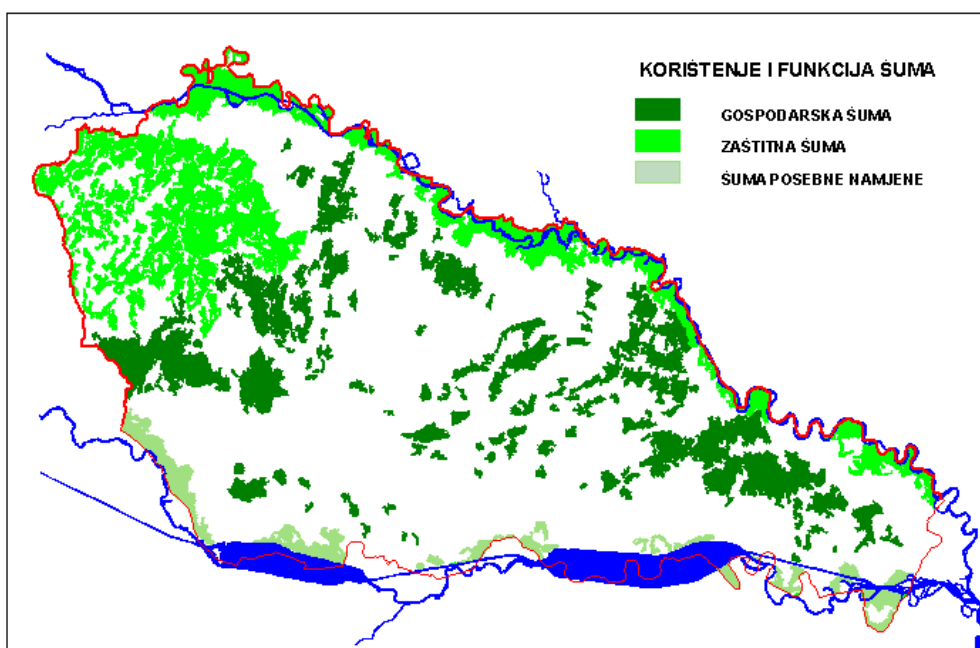 KORIŠTENJE I FUNKCIJA ŠUMA
GOSPODARSKA ŠUMA
ZAŠTITNA ŠUMA
ŠUMA POSEBNE NAMJENE